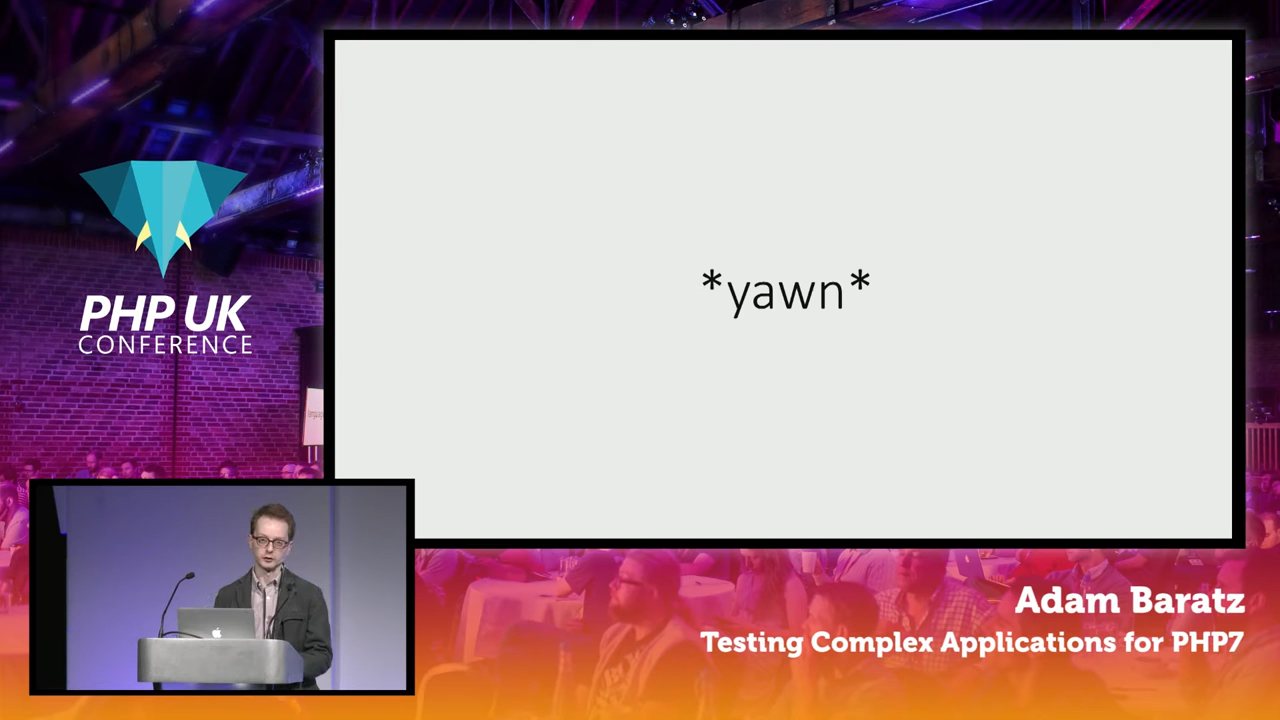 *yawn*
PHP UK
CONFERENCE
Adam Baratz
Testing Complex Applications for PHP7